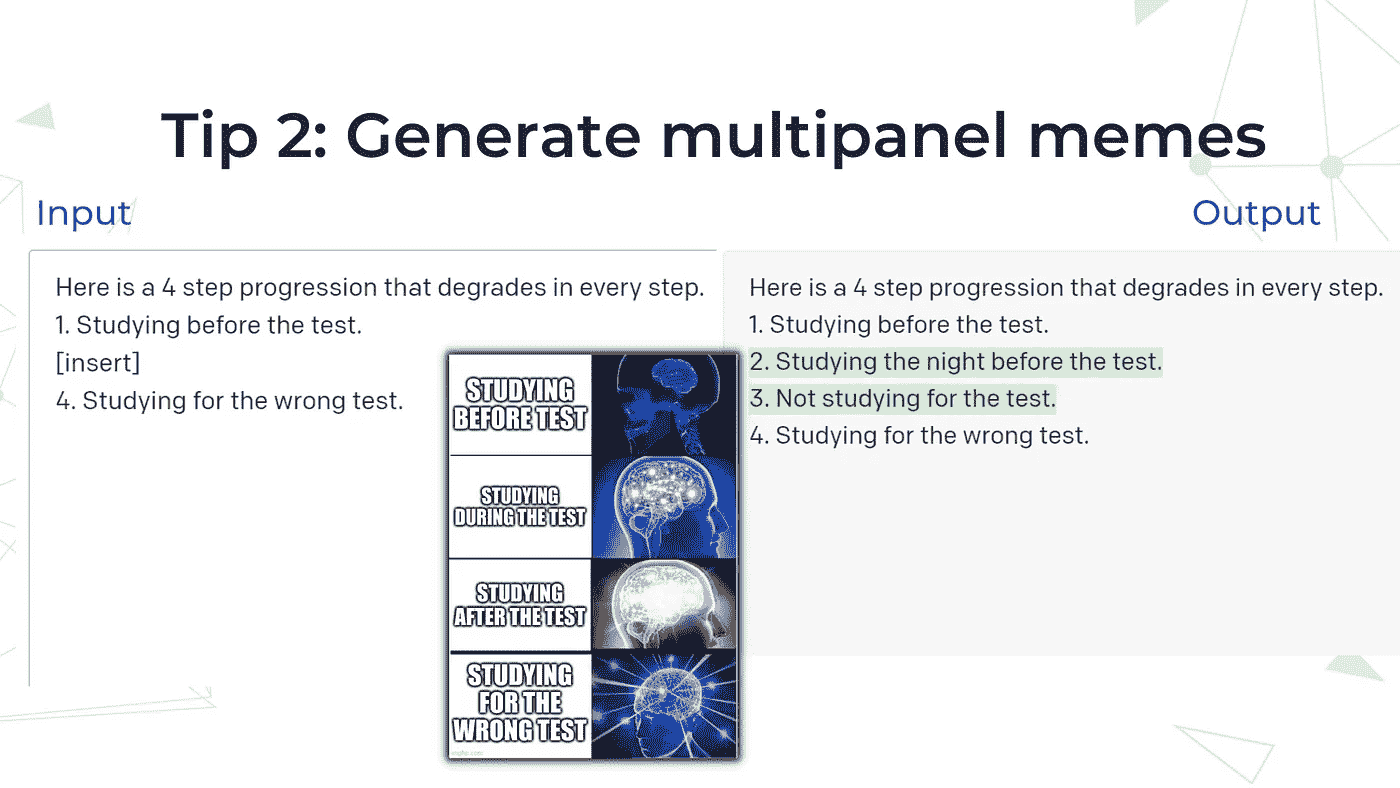 Tip 2: Generate multipanel memes
Input
Output
Here is a 4 step progression that degrades in every step.
1. Studying before the test.
[insert]
4. Studying for the wrong test.
STUDYING
BEFORE TEST
STUDYING
DURING THE TEST
STUDYING
AFTER THE TEST
STUDYING
FOR THE
WRONG TEST
Here is a 4 step progression that degrades in every step.
1. Studying before the test.
2. Studying the night before the test.
3. Not studying for the test.
4. Studying for the wrong test.